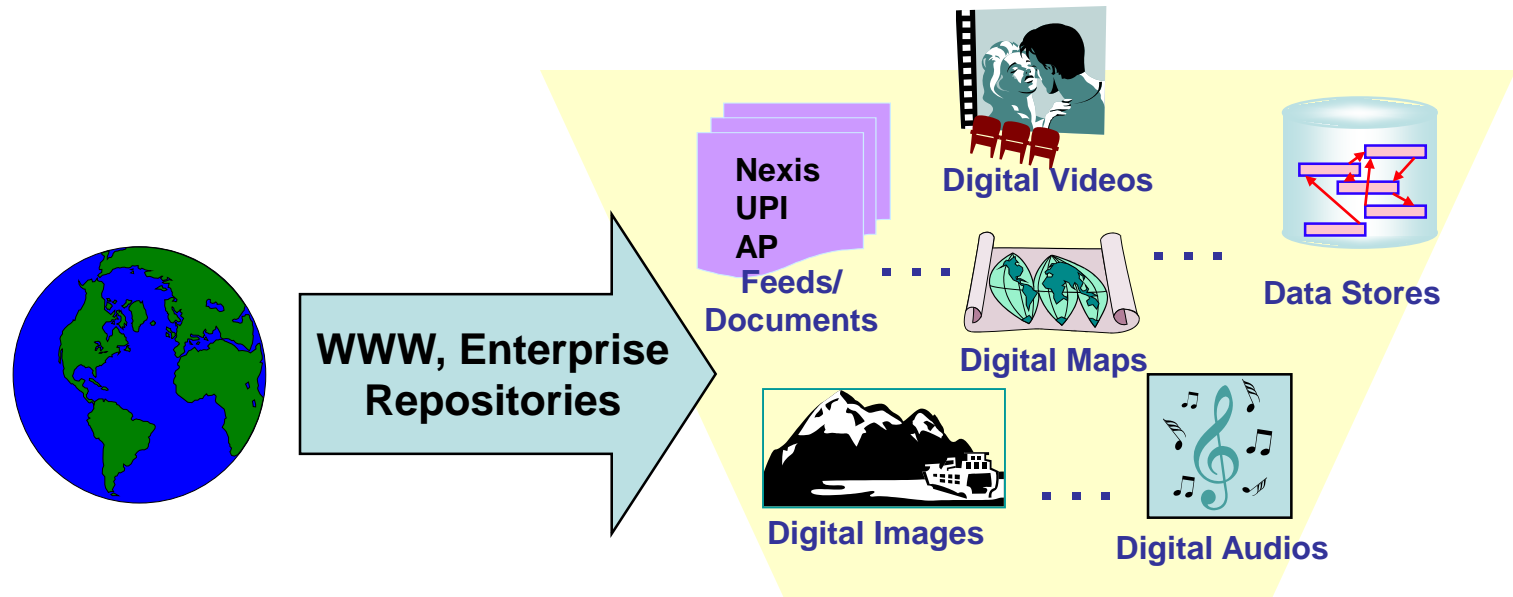 WWW, Enterprise
Repositories
Nexis
UPI
AP
Feeds/
Documents
Digital Videos
Data Stores
Digital Maps
Digital Images
Digital Audios